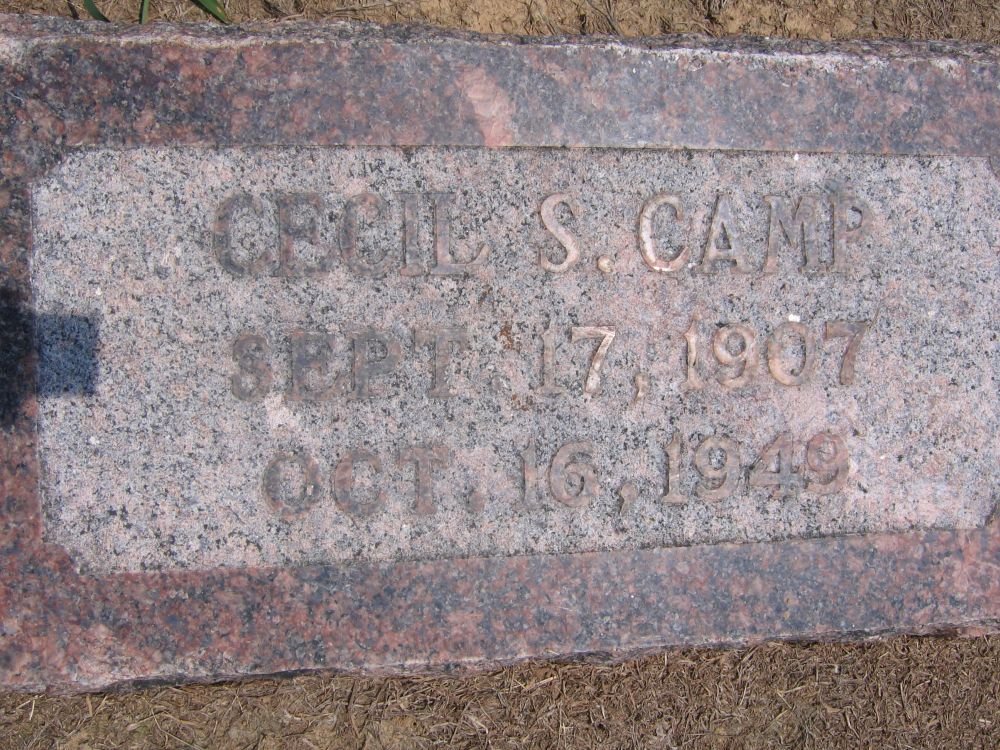 CECIL S. CAMP
SEPT. 17, 1907
OCT. 16, 1949